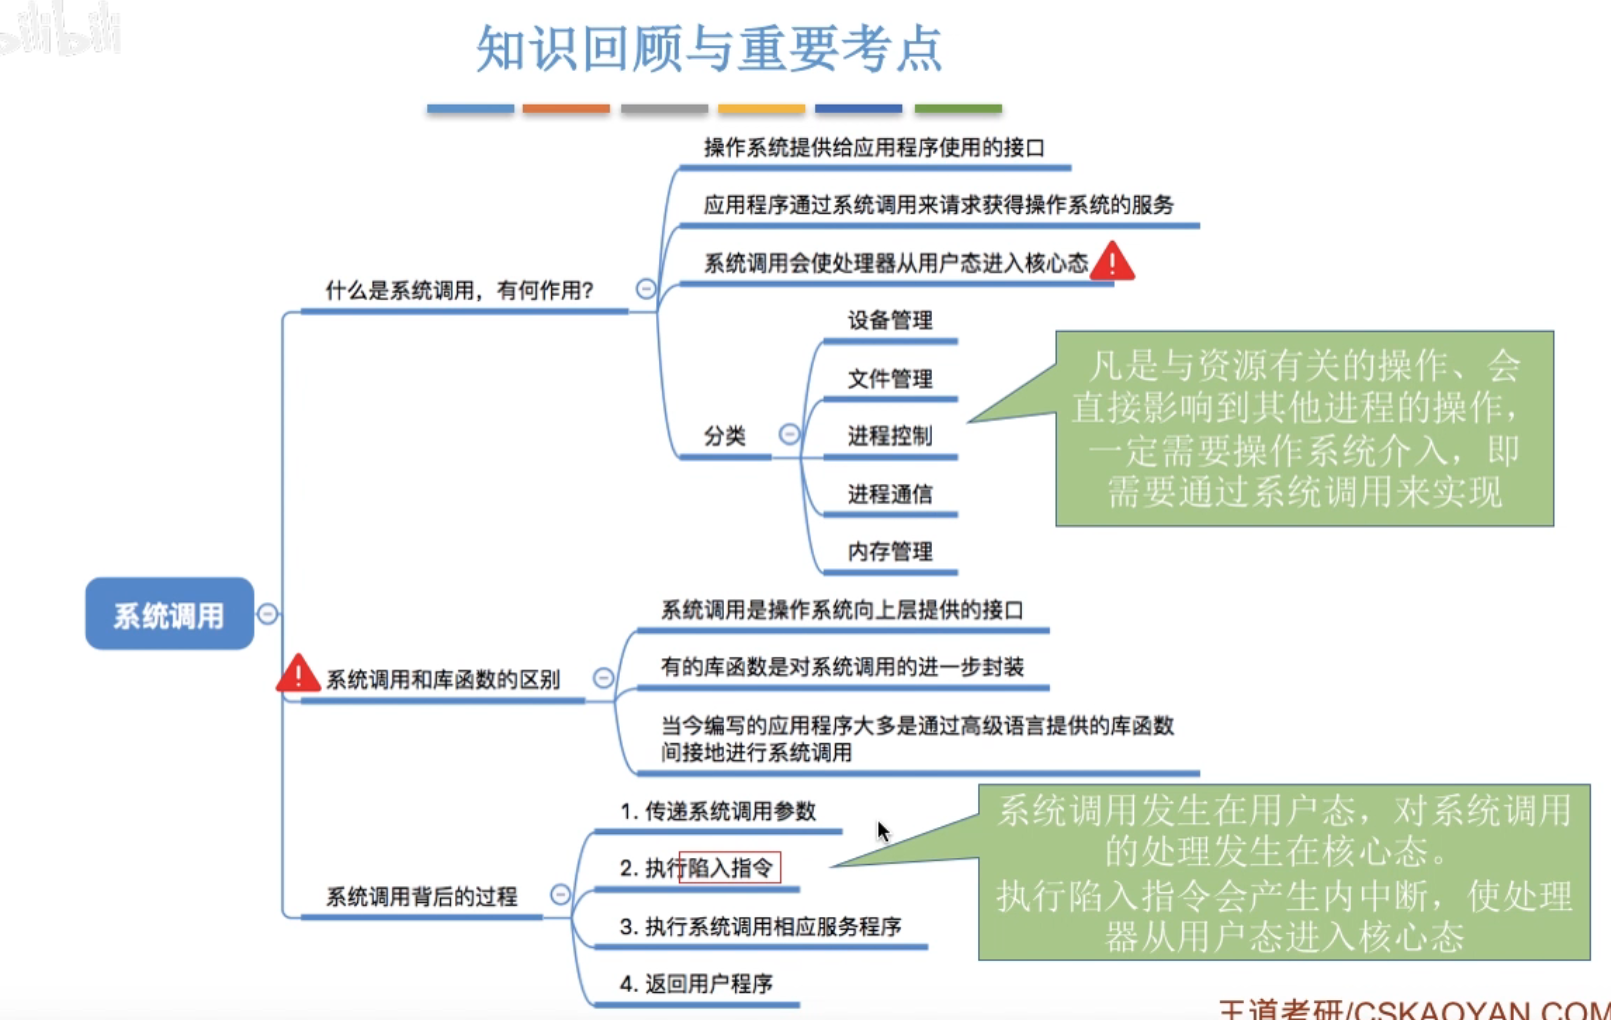 bilibili
知识回顾与重要考点
操作系统提供给应用程序使用的接口
应用程序通过系统调用来请求获得操作系统的服务
系统调用会使处理器从用户态进入核心态
什么是系统调用，有何作用？
设备管理
文件管理
分类
进程控制
进程通信
内存管理
凡是与资源有关的操作、会
直接影响到其他进程的操作，
一定需要操作系统介入，即
需要通过系统调用来实现
系统调用
系统调用是操作系统向上层提供的接口
有的库函数是对系统调用的进一步封装
系统调用和库函数的区别
当今编写的应用程序大多是通过高级语言提供的库函数
间接地进行系统调用
1. 传递系统调用参数
2. 执行陷入指令
系统调用背后的过程
3. 执行系统调用相应服务程序
4. 返回用户程序
系统调用发生在用户态，对系统调用
的处理发生在核心态。
执行陷入指令会产生内中断，使处理
器从用户态进入核心态
王道考研/CSKAOYAN.COM